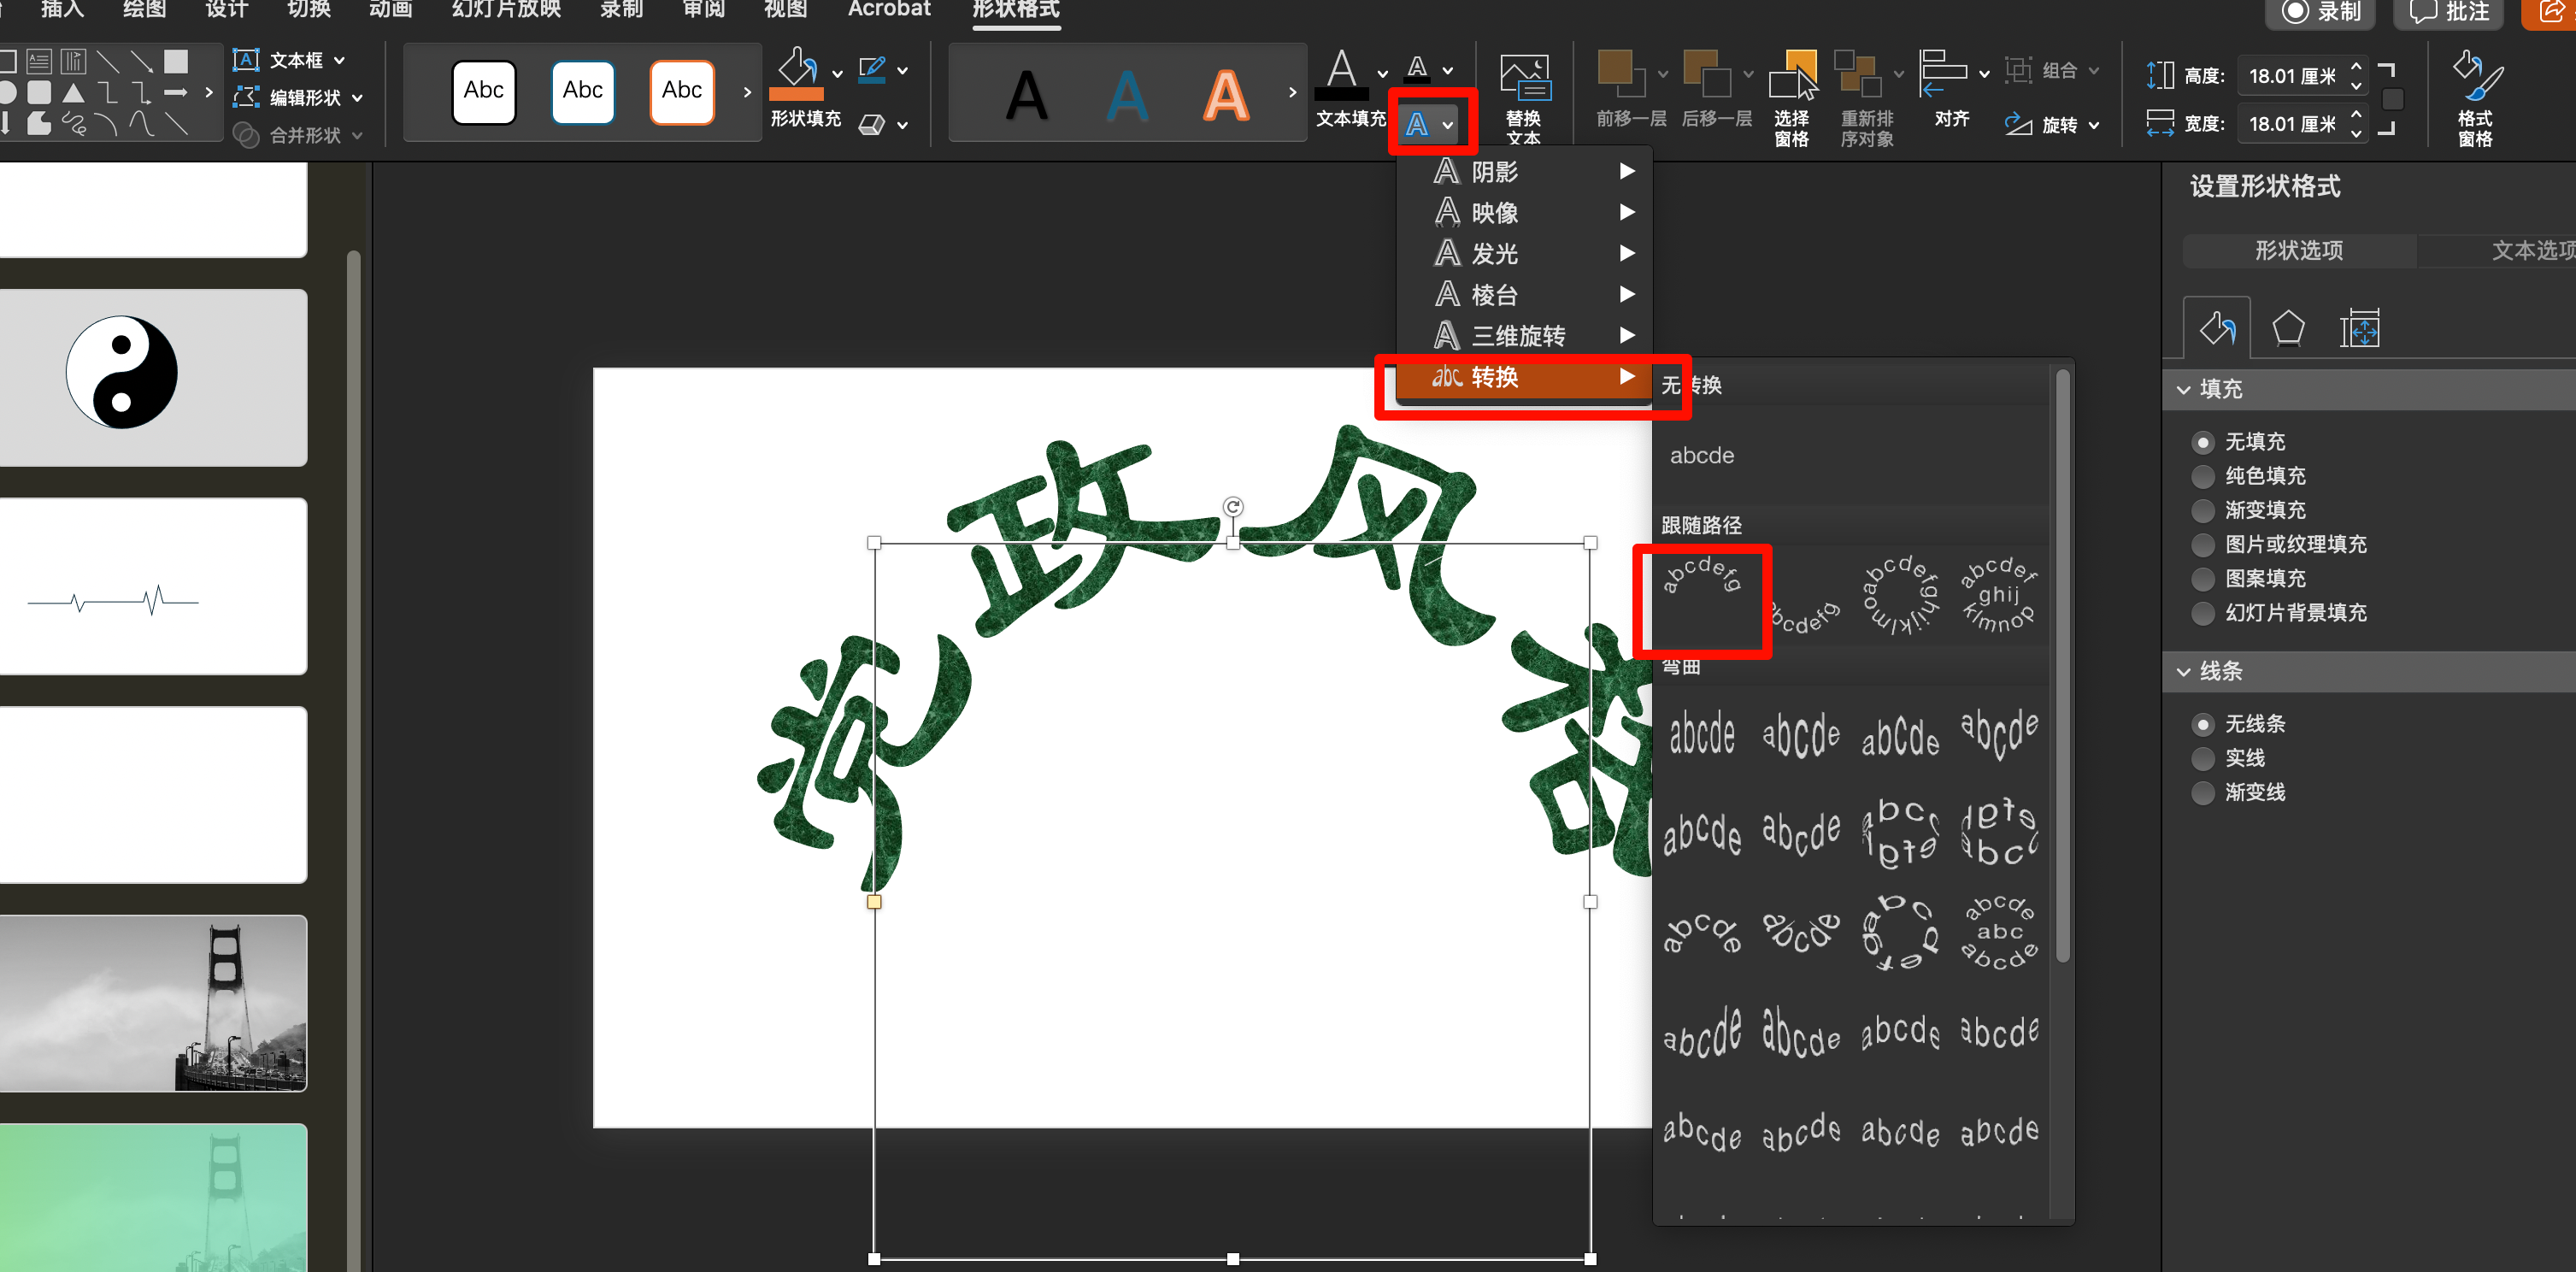 插入 绘图 设计 切换 动画 幻灯片放映 录制 审阅 视图 Acrobat 形状格式 录制 批注
文本框
编辑形状
合并形状
Abc Abc Abc
形状填充
A A A
文本填充
替换
文本
前移一层
后移一层
选择
窗格
重新排
序对象
对齐
组合
旋转
高度: 18.01 厘米
宽度: 18.01 厘米
格式
窗格
阴影
映像
发光
棱台
三维旋转
abc 转换
无转换
abcde
跟随路径
abcdefg abcdefg abcdefghijklmo abcdef
ghij
klmnop
弯曲
abcde abcde abcde abcde
abcde abcde
abcde abcde abcdefg abcde
abc
abcde
abcde abcde abcde abcde
abcde abcde abcde abcde
党政风格
设置形状格式
形状选项 文本选项
填充
无填充
纯色填充
渐变填充
图片或纹理填充
图案填充
幻灯片背景填充
线条
无线条
实线
渐变线